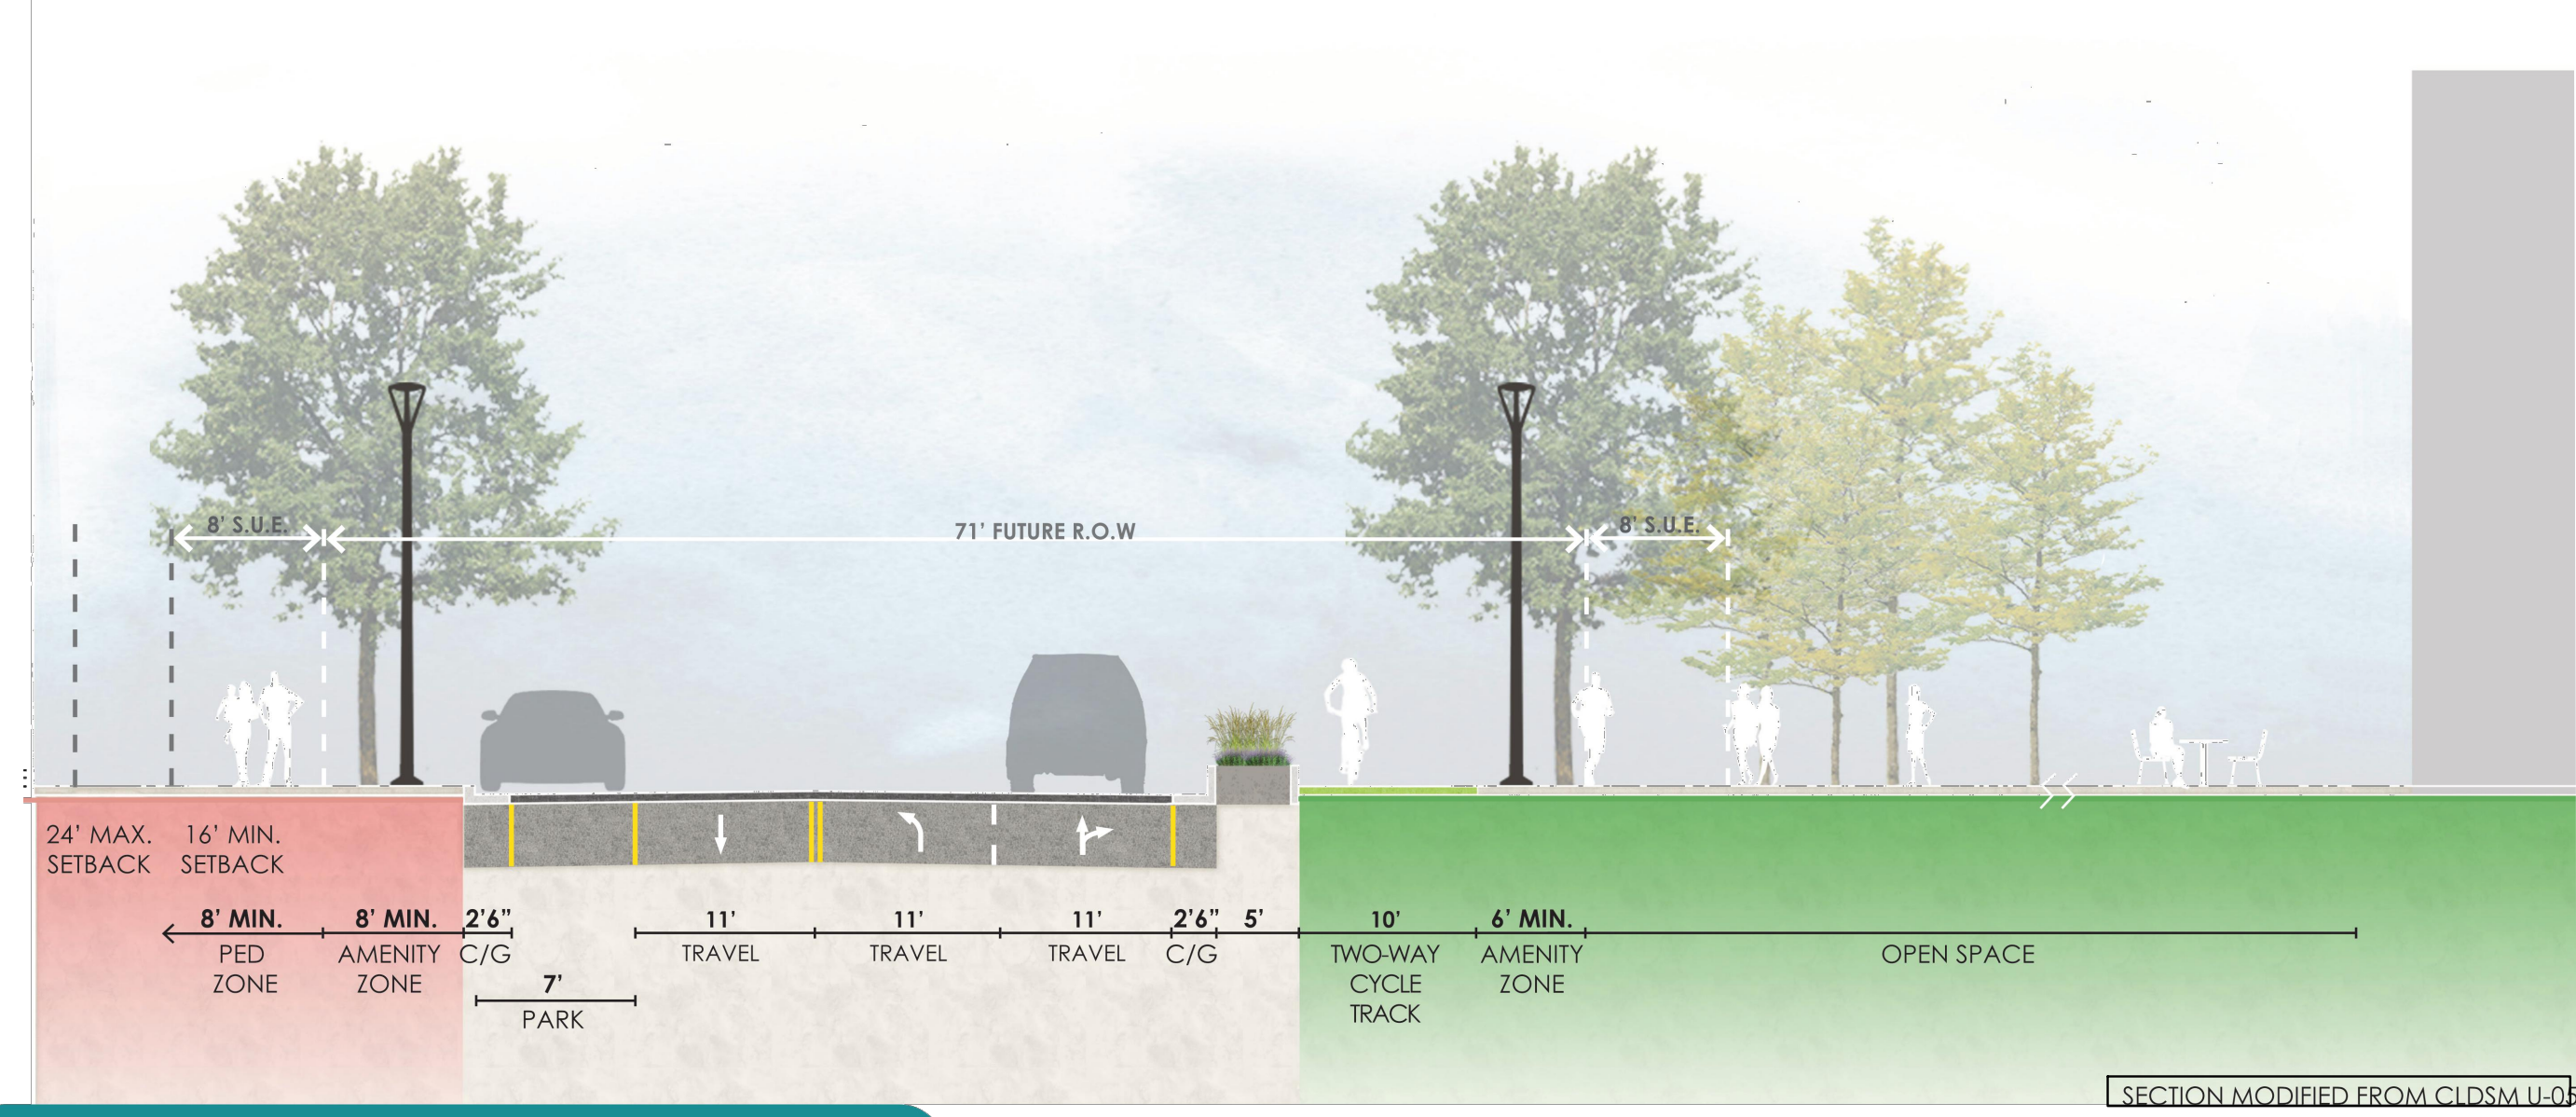 8' S.U.E.
71' FUTURE R.O.W
8' S.U.E.
24' MAX.
SETBACK
16' MIN.
SETBACK
8' MIN.
PED
ZONE
8' MIN.
AMENITY
ZONE
2'6"
C/G
7'
PARK
11'
TRAVEL
11'
TRAVEL
11'
TRAVEL
2'6"
C/G
5'
10'
TWO-WAY
CYCLE
TRACK
6' MIN.
AMENITY
ZONE
OPEN SPACE
SECTION MODIFIED FROM CLDSM